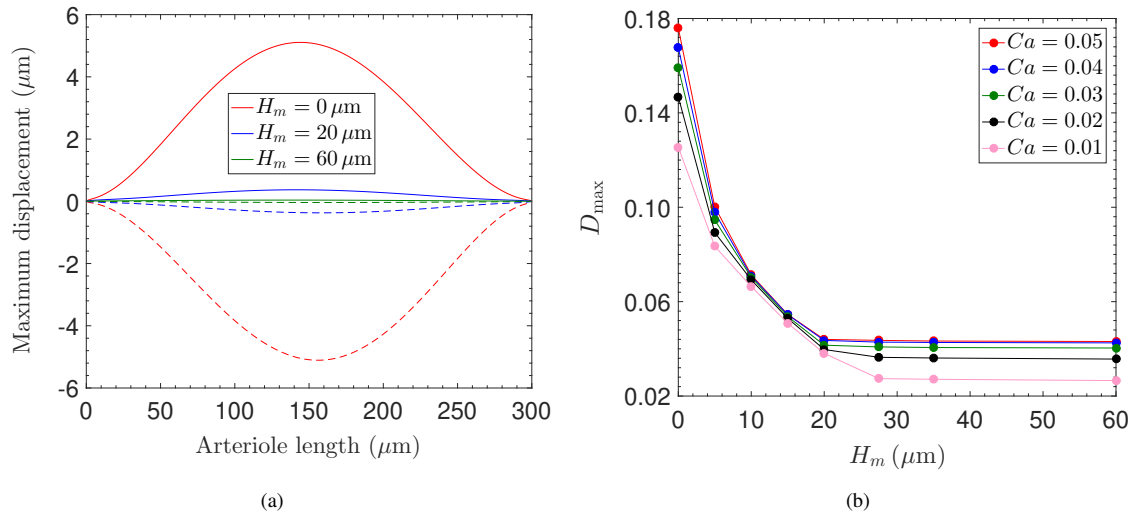 6
4
2
0
-2
-4
-6
Maximum displacement (μm)
H_m = 0 μm
H_m = 20 μm
H_m = 60 μm
0 50 100 150 200 250 300
Arteriole length (μm)
(a)
0.18
0.14
0.10
0.06
0.02
D_max
Ca = 0.05
Ca = 0.04
Ca = 0.03
Ca = 0.02
Ca = 0.01
0 10 20 30 40 50 60
H_m (μm)
(b)